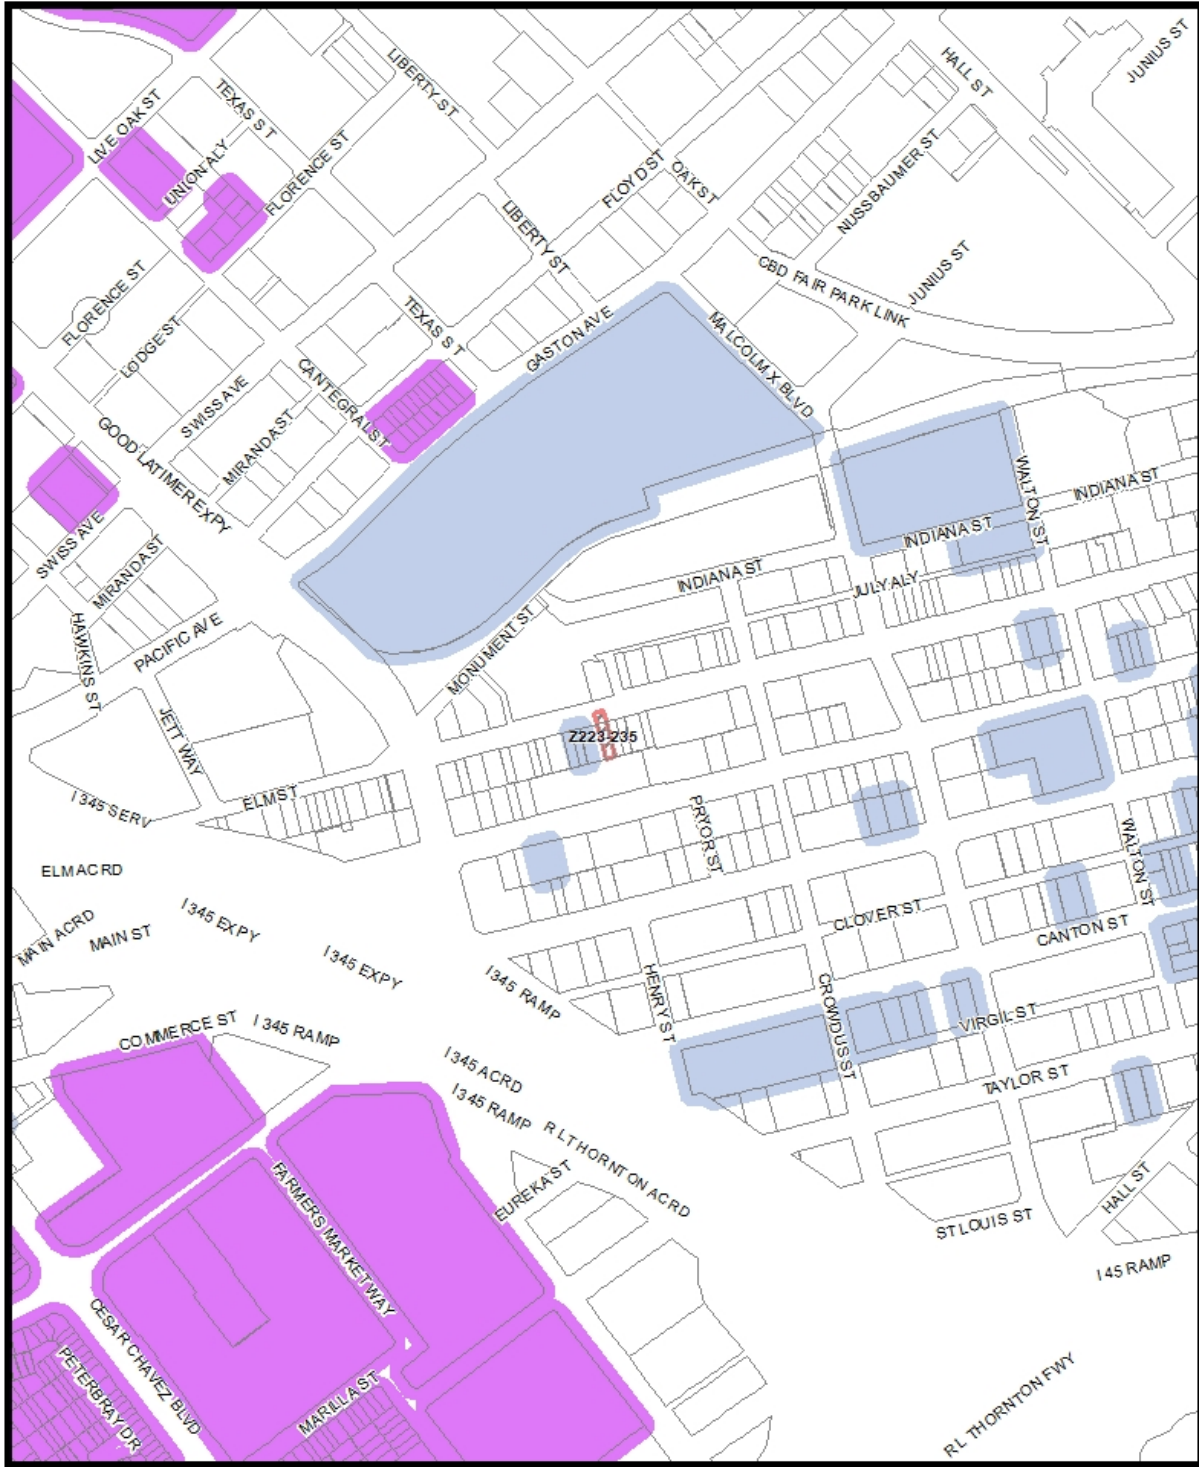 JUNIUS ST
HALL ST
LIBERTY ST
TEXAS ST
LIVE OAK ST
UNION ALY
FLORENCE ST
FLOYD ST
OAK ST
NUSSBAUMER ST
LIBERTY ST
CBD FAIR PARK LINK
JUNIUS ST
FLORENCE ST
LODGE ST
TEXAS ST
GASTON AVE
MALCOLM X BLVD
CANTEGRAL ST
SWISS AVE
MIRANDA ST
GOOD LATIMER EXPY
WALTON ST
INDIANA ST
INDIANA ST
SWISS AVE
MIRANDA ST
INDIANA ST
JULY ALY
HAWKINS ST
PACIFIC AVE
MONUMENT ST
JETT WAY
Z223-235
ELM ST
I 345 SERV
PRYOR ST
WALTON ST
ELM ACRD
MAIN ACRD
MAIN ST
I 345 EXPY
I 345 EXPY
CLOVER ST
CANTON ST
I 345 RAMP
HENRY ST
CROWDUS ST
VIRGIL ST
COMMERCE ST
I 345 RAMP
I 345 ACRD
I 345 RAMP
TAYLOR ST
R L THORNTON ACRD
EUREKA ST
FARMERS MARKET WAY
HALL ST
ST LOUIS ST
I 45 RAMP
CESAR CHAVEZ BLVD
PETERBRAY DR
MARILLA ST
R L THORNTON FWY